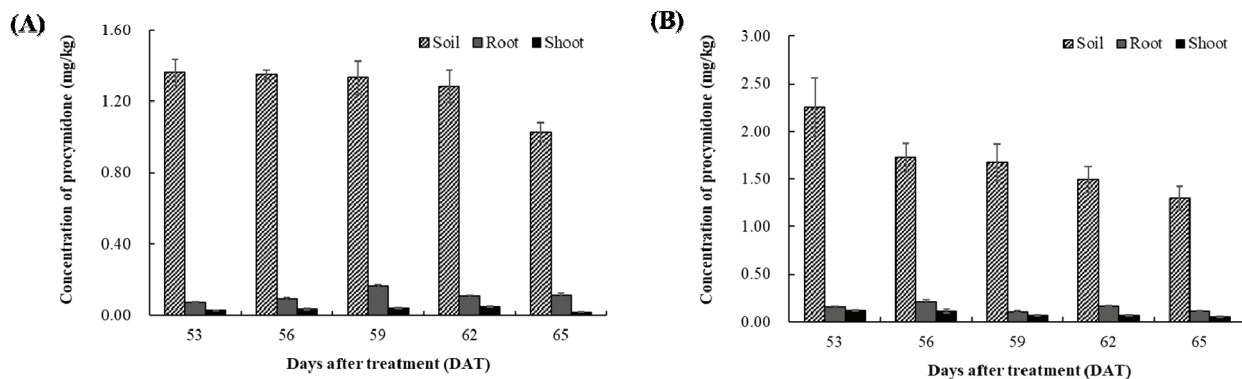 (A)
Concentration of procymidone (mg/kg)
1.60
1.20
0.80
0.40
0.00
Soil Root Shoot
53 56 59 62 65
Days after treatment (DAT)
(B)
Concentration of procymidone (mg/kg)
3.00
2.50
2.00
1.50
1.00
0.50
0.00
Soil Root Shoot
53 56 59 62 65
Days after treatment (DAT)